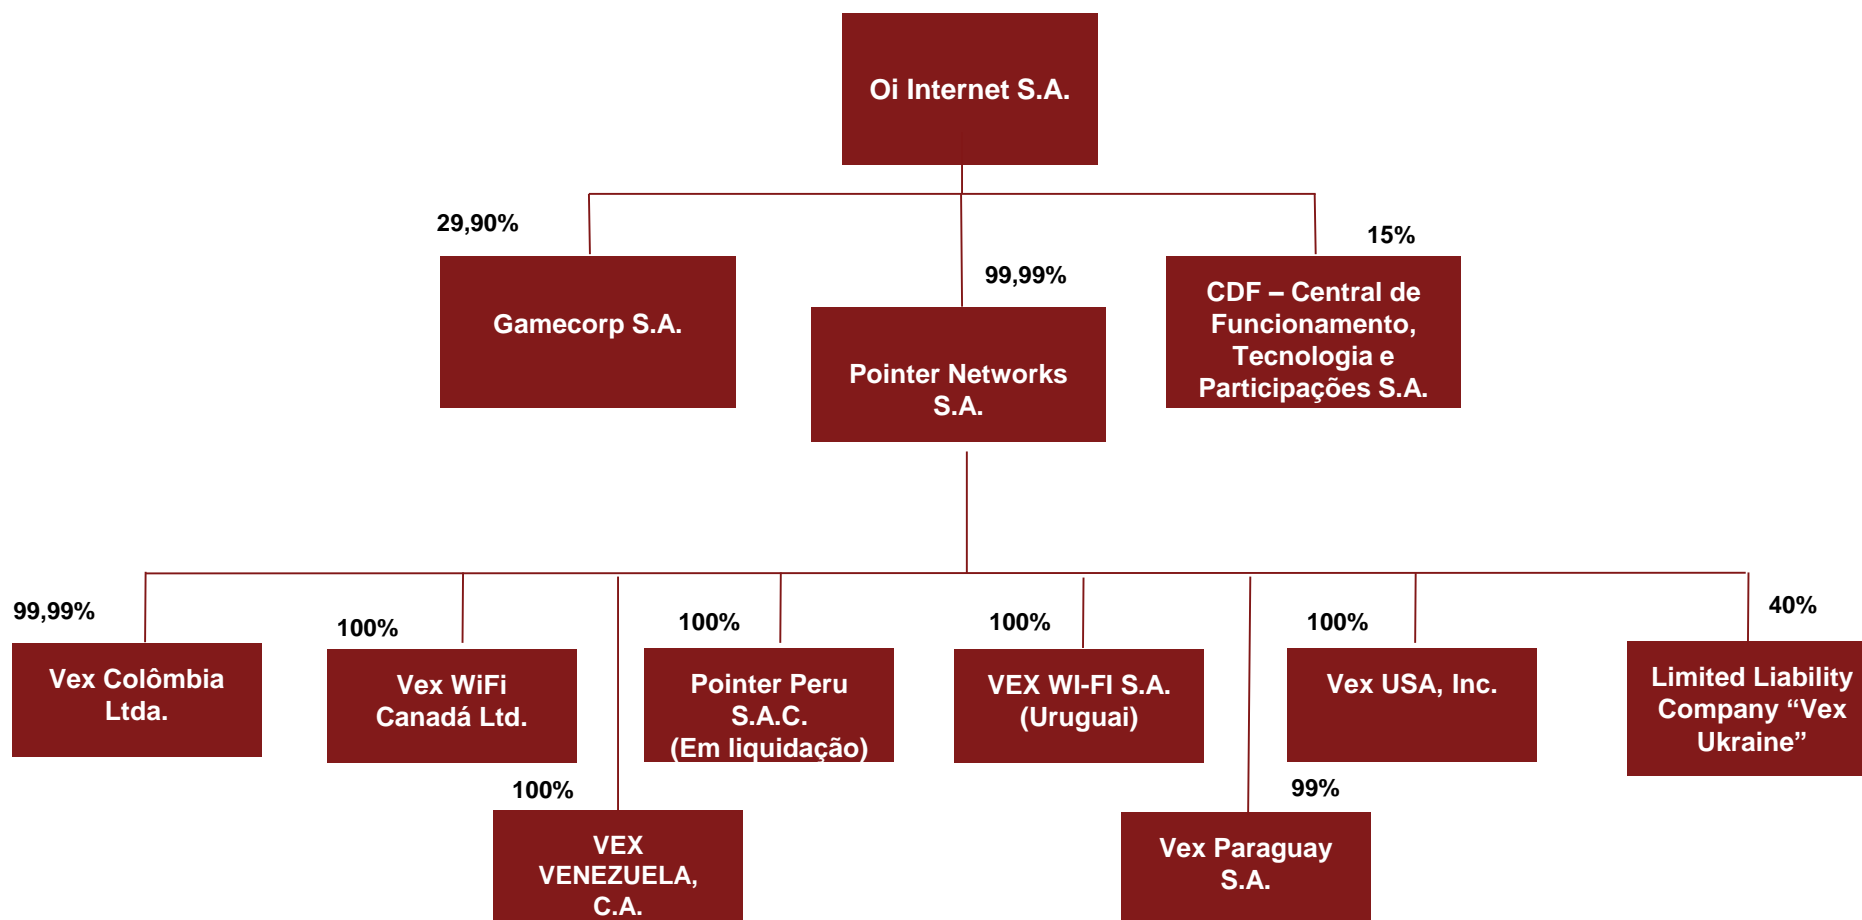 Oi Internet S.A.
29,90%
15%
99,99%
Gamecorp S.A.
Pointer Networks
S.A.
CDF – Central de
Funcionamento,
Tecnologia e
Participações S.A.
99,99%
100%
100%
100%
100%
40%
Vex Colômbia
Ltda.
Vex WiFi
Canadá Ltd.
Pointer Peru
S.A.C.
(Em liquidação)
VEX WI-FI S.A.
(Uruguai)
Vex USA, Inc.
Limited Liability
Company “Vex
Ukraine”
100%
99%
VEX
VENEZUELA,
C.A.
Vex Paraguay
S.A.